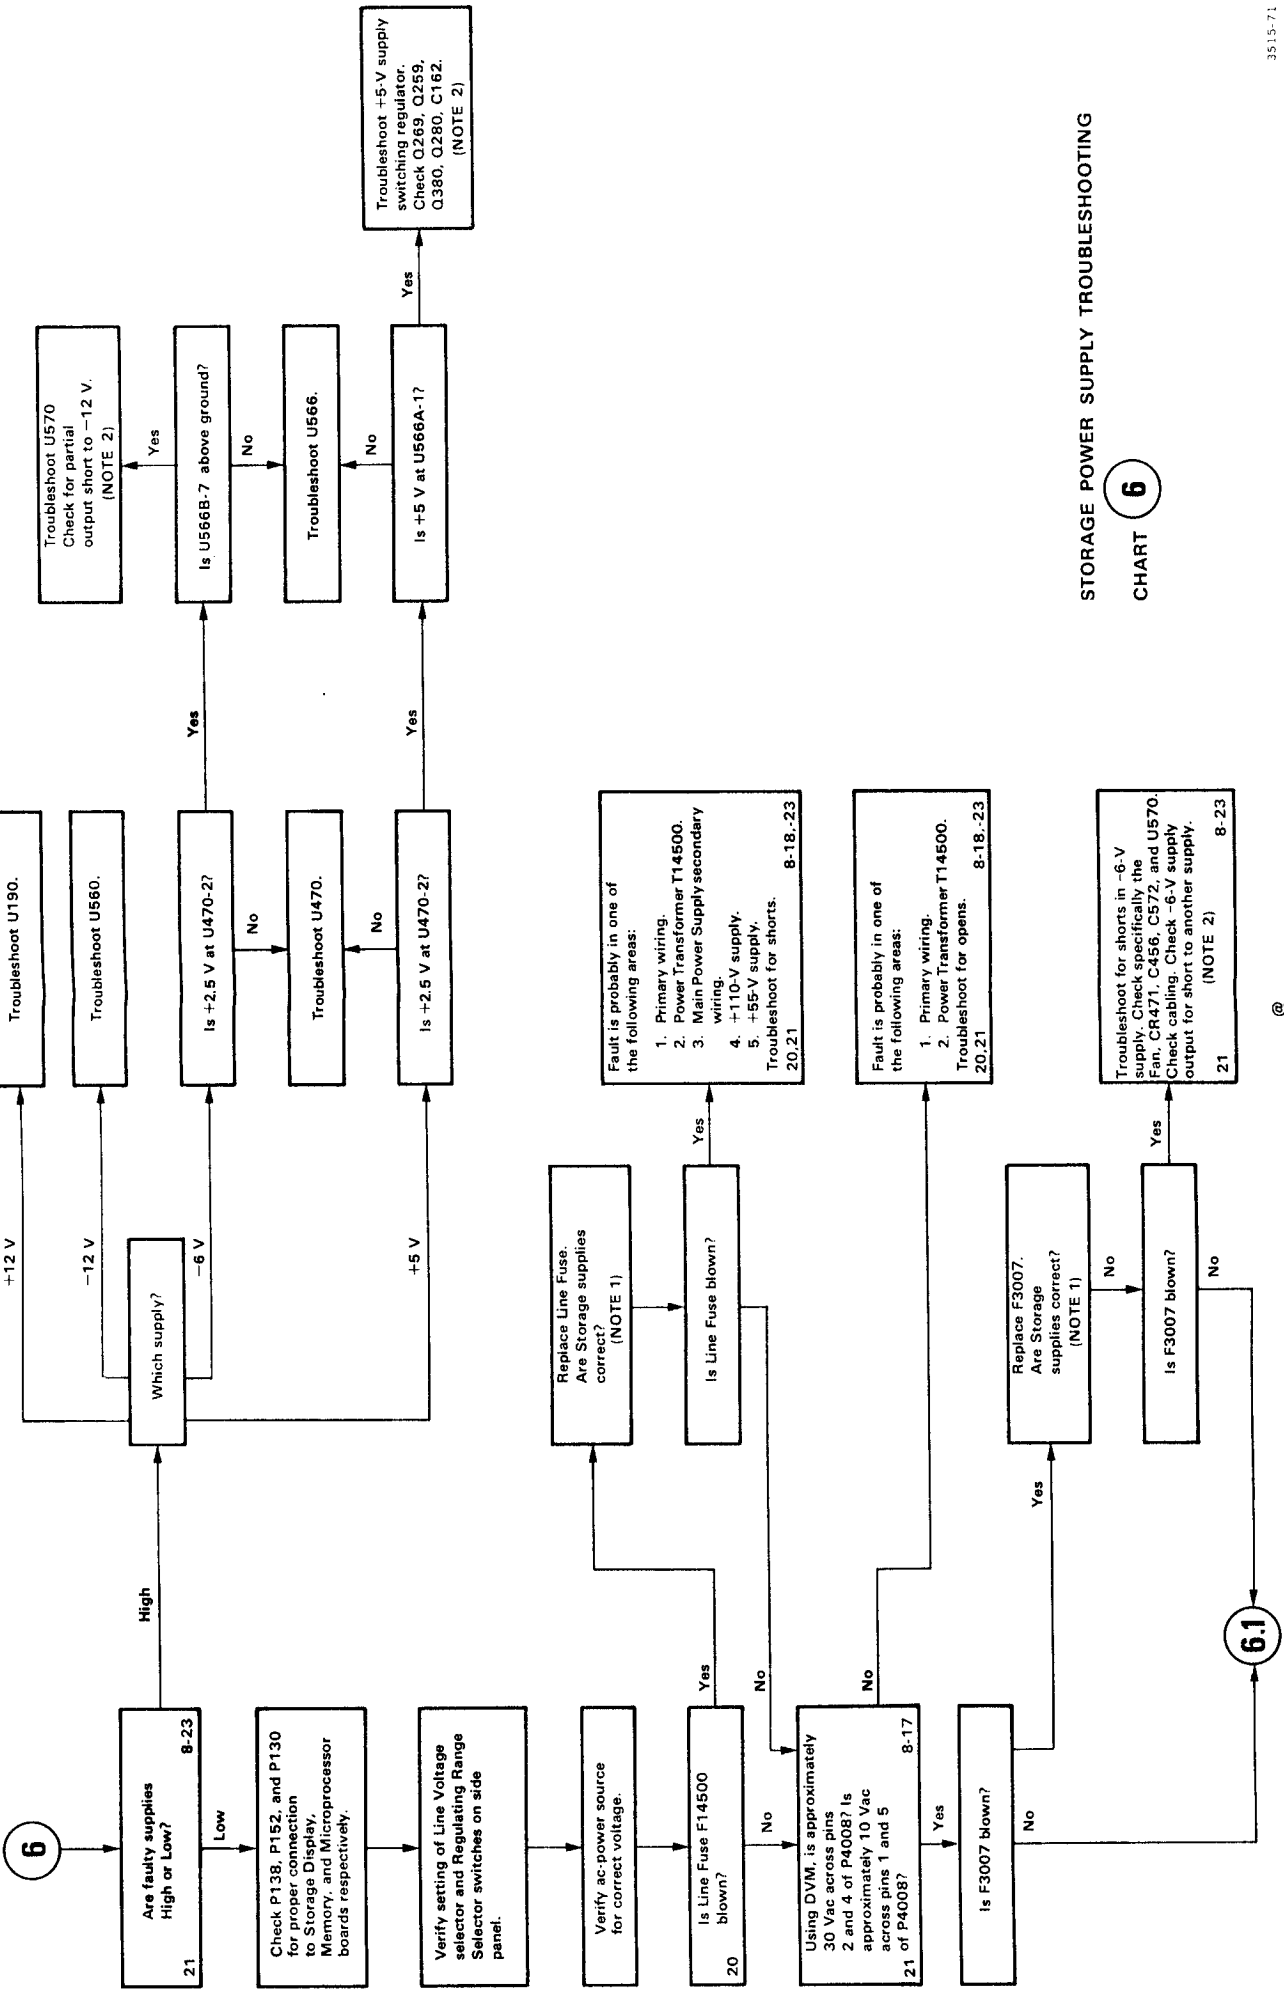 6
Are faulty supplies
High or Low?
21 8-23
High
Low
Check P138, P152, and P130
for proper connection
to Storage Display,
Memory, and Microprocessor
boards respectively.
Verify setting of Line Voltage
selector and Regulating Range
Selector switches on side
panel.
Verify ac-power source
for correct voltage.
Is Line Fuse F14500
blown?
20
Yes
No
Using DVM, is approximately
30 Vac across pins
2 and 4 of P4008? Is
approximately 10 Vac
across pins 1 and 5
of P4008?
21 8-17
No
Yes
Is F3007 blown?
Yes
No
6.1
Which supply?
+12 V
-12 V
-6 V
+5 V
Troubleshoot U190.
Troubleshoot U560.
Is +2.5 V at U470-2?
Yes
No
Troubleshoot U470.
No
Is +2.5 V at U470-2?
Yes
Troubleshoot U570
Check for partial
output short to -12 V.
(NOTE 2)
Yes
Is U566B-7 above ground?
No
Troubleshoot U566.
No
Is +5 V at U566A-1?
Yes
Troubleshoot +5-V supply
switching regulator.
Check Q269, Q259,
Q380, Q280, C162.
(NOTE 2)
Replace Line Fuse.
Are Storage supplies
correct?
(NOTE 1)
Is Line Fuse blown?
Yes
No
Fault is probably in one of
the following areas:
1. Primary wiring.
2. Power Transformer T14500.
3. Main Power Supply secondary
wiring.
4. +110-V supply.
5. +55-V supply.
Troubleshoot for shorts.
20,21 8-18,-23
Fault is probably in one of
the following areas:
1. Primary wiring.
2. Power Transformer T14500.
Troubleshoot for opens.
20,21 8-18,-23
Replace F3007.
Are Storage
supplies correct?
(NOTE 1)
No
Is F3007 blown?
Yes
No
Troubleshoot for shorts in -6-V
supply. Check specifically the
Fan, CR471, C456, C572, and U570.
Check cabling. Check -6-V supply
output for short to another supply.
(NOTE 2)
21 8-23
STORAGE POWER SUPPLY TROUBLESHOOTING
CHART 6
@
3515-71